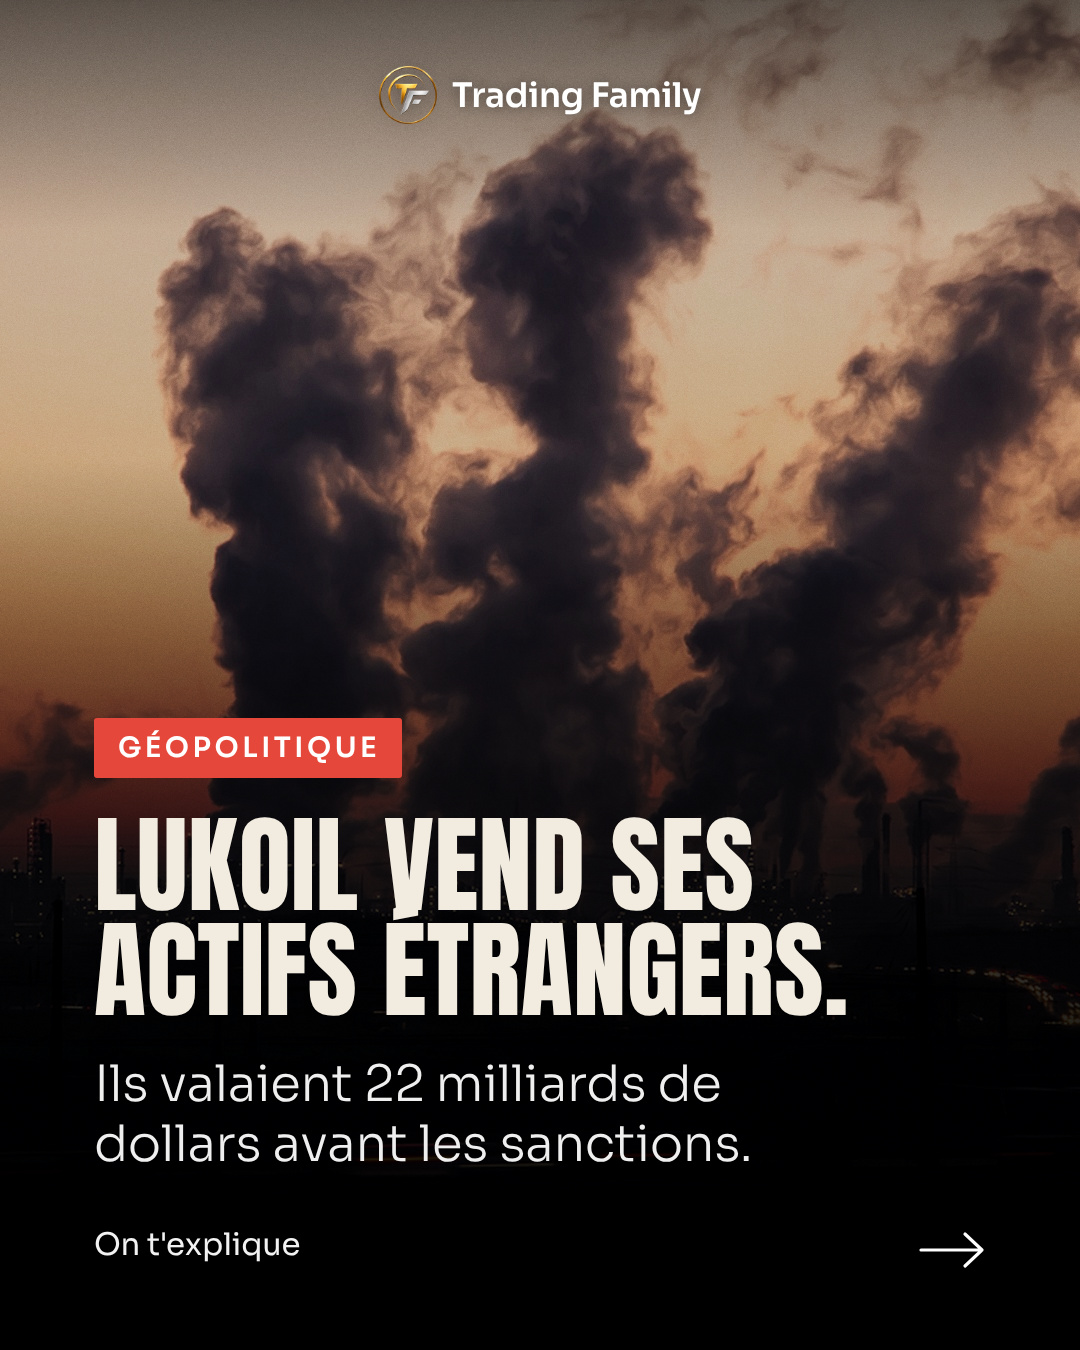 Trading Family
GÉOPOLITIQUE
LUKOIL VEND SES
ACTIFS ÉTRANGERS.
Ils valaient 22 milliards de
dollars avant les sanctions.
On t'explique